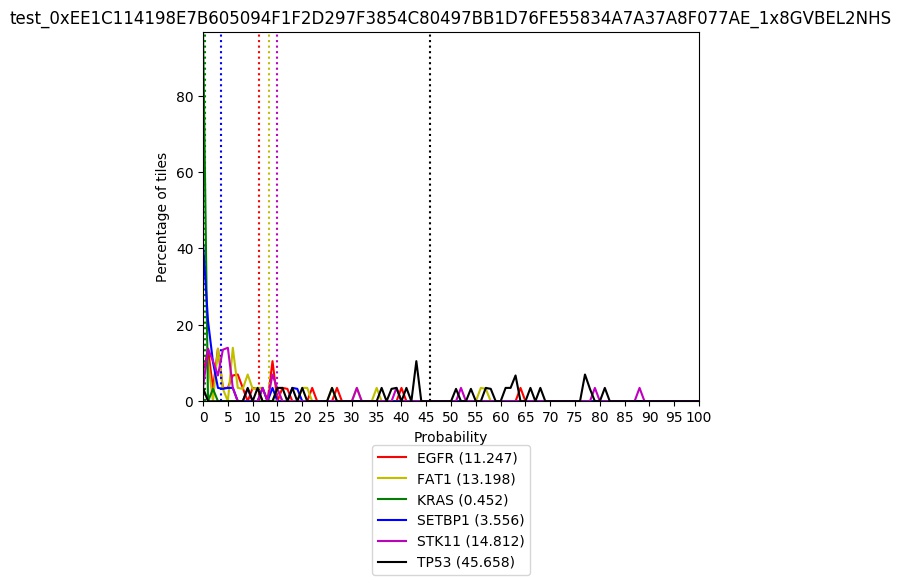 test_0xEE1C114198E7B605094F1F2D297F3854C80497BB1D76FE55834A7A37A8F077AE_1x8GVBEL2NHS
80
60
40
20
0
Percentage of tiles
0 5 10 15 20 25 30 35 40 45 50 55 60 65 70 75 80 85 90 95 100
Probability
EGFR (11.247)
FAT1 (13.198)
KRAS (0.452)
SETBP1 (3.556)
STK11 (14.812)
TP53 (45.658)